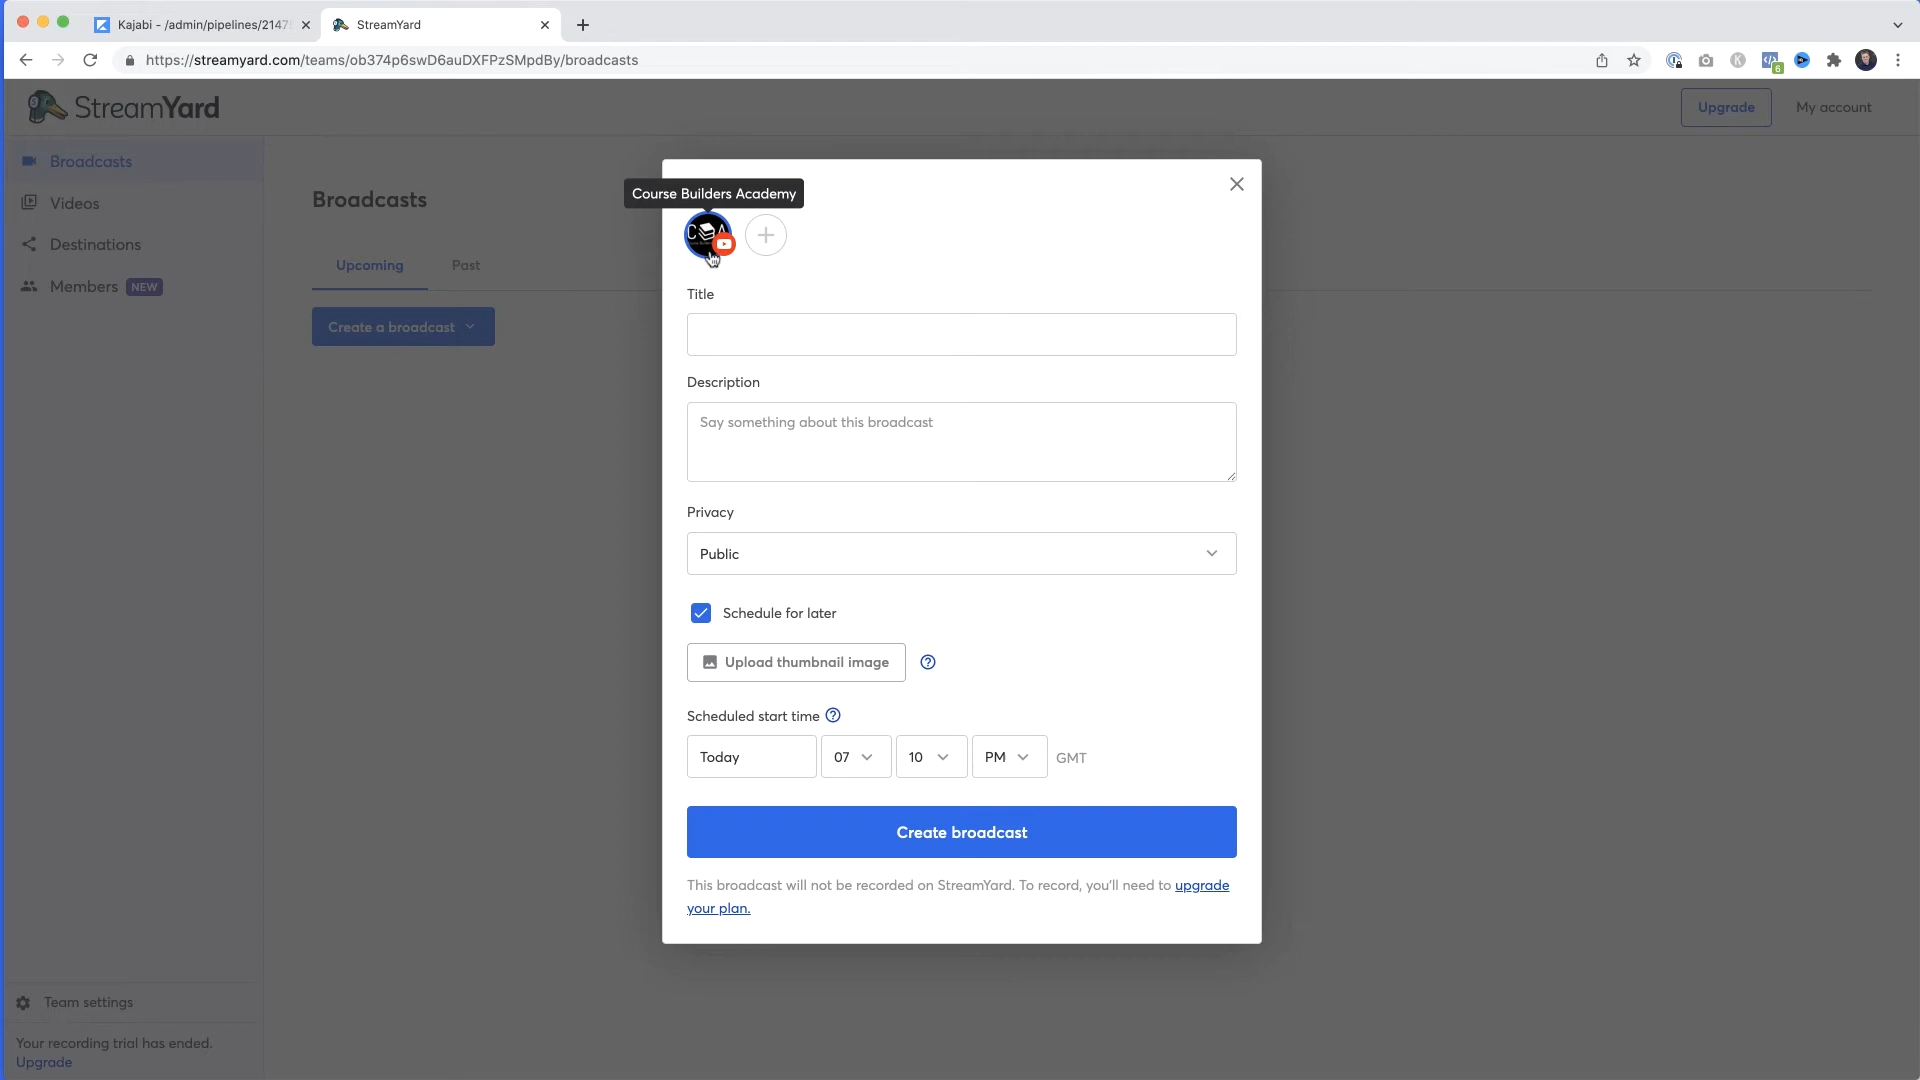 Kajabi - /admin/pipelines/2147
StreamYard
https://streamyard.com/teams/ob374p6swD6auDXFPzSMpdBy/broadcasts
6
StreamYard
Upgrade
My account
Broadcasts
Videos
Destinations
Members NEW
Broadcasts
Upcoming
Past
Create a broadcast
Course Builders Academy
Title
Description
Say something about this broadcast
Privacy
Public
Schedule for later
Upload thumbnail image
Scheduled start time
Today 07 10 PM GMT
Create broadcast
This broadcast will not be recorded on StreamYard. To record, you'll need to upgrade
your plan.
Team settings
Your recording trial has ended.
Upgrade